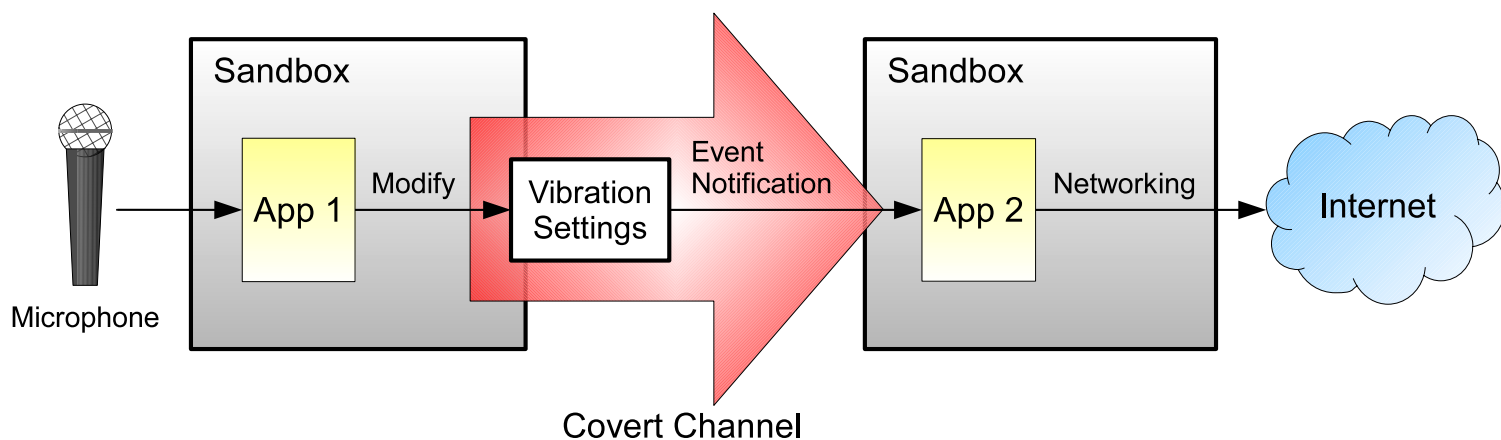 Sandbox
Sandbox
Microphone
App 1
Modify
Vibration
Settings
Event
Notification
App 2
Networking
Internet
Covert Channel